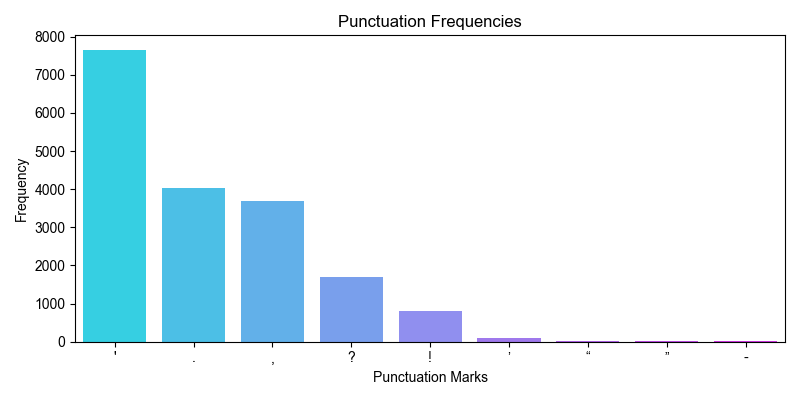 Punctuation Frequencies
8000
7000
6000
5000
4000
3000
2000
1000
0
Frequency
' . , ? ! ’ “ ” -
Punctuation Marks